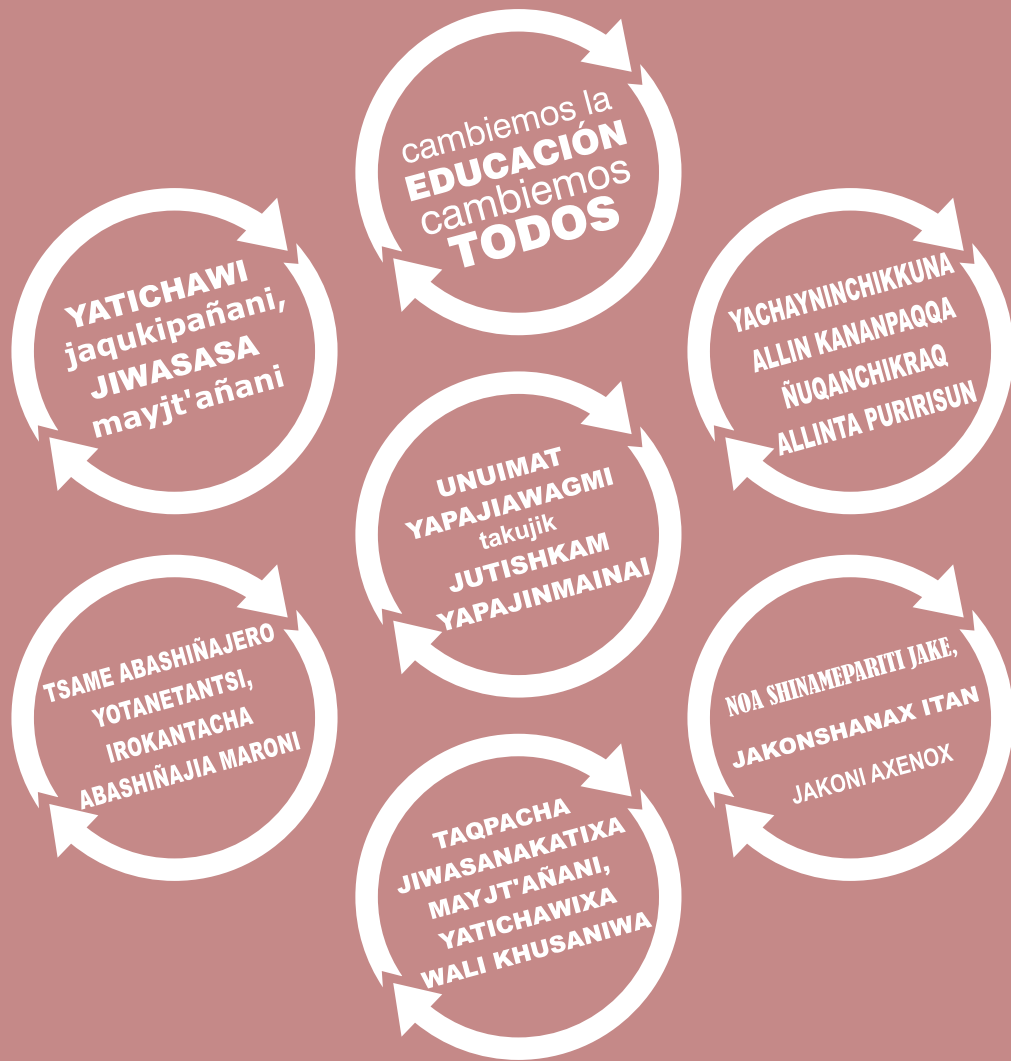 cambiemos la
EDUCACIÓN
cambiemos
TODOS
YATICHAWI
jaqukipañani,
JIWASASA
mayjt'añani
YACHAYNINCHIKKUNA
ALLIN KANANPAQQA
ÑUQANCHIKRAQ
ALLINTA PURIRISUN
UNUIMAT
YAPAJIAWAGMI
takujik
JUTISHKAM
YAPAJINMAINAI
TSAME ABASHIÑAJERO
YOTANETANTSI,
IROKANTACHA
ABASHIÑAJIA MARONI
NOA SHINAMEPARITI JAKE,
JAKONSHANAX ITAN
JAKONI AXENOX
TAQPACHA
JIWASANAKATIXA
MAYJT'AÑANI,
YATICHAWIXA
WALI KHUSANIWA